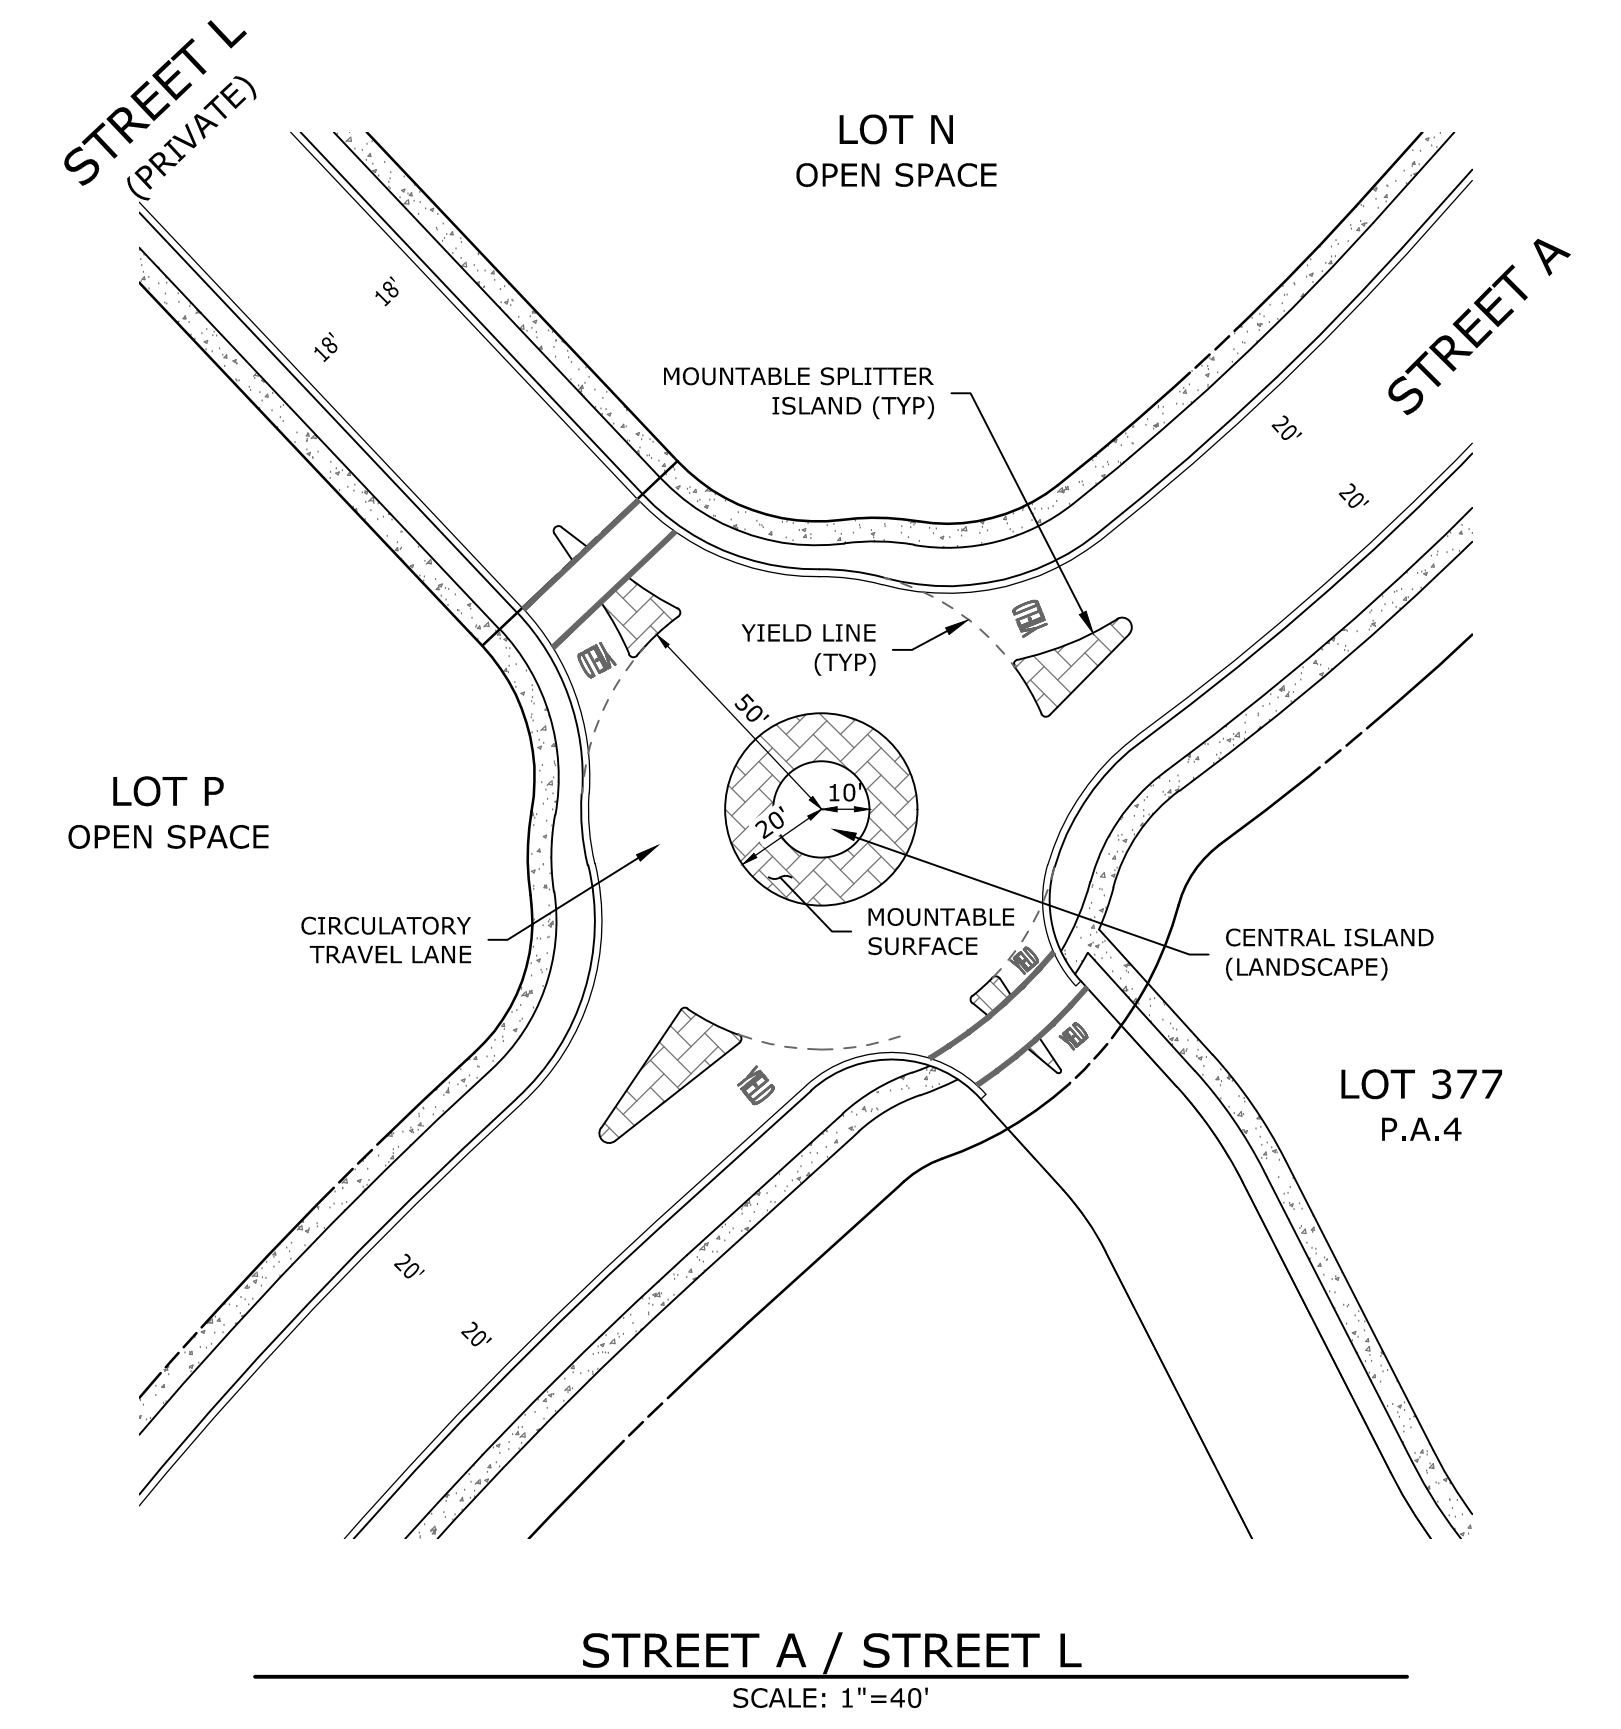 STREET L
(PRIVATE)
LOT N
OPEN SPACE
STREET A
18'
18'
MOUNTABLE SPLITTER
ISLAND (TYP)
20'
20'
YIELD
YIELD LINE
(TYP)
YIELD
50'
LOT P
OPEN SPACE
10'
20'
CIRCULATORY
TRAVEL LANE
MOUNTABLE
SURFACE
CENTRAL ISLAND
(LANDSCAPE)
YIELD
YIELD
YIELD
LOT 377
P.A.4
20'
20'
STREET A / STREET L
SCALE: 1"=40'